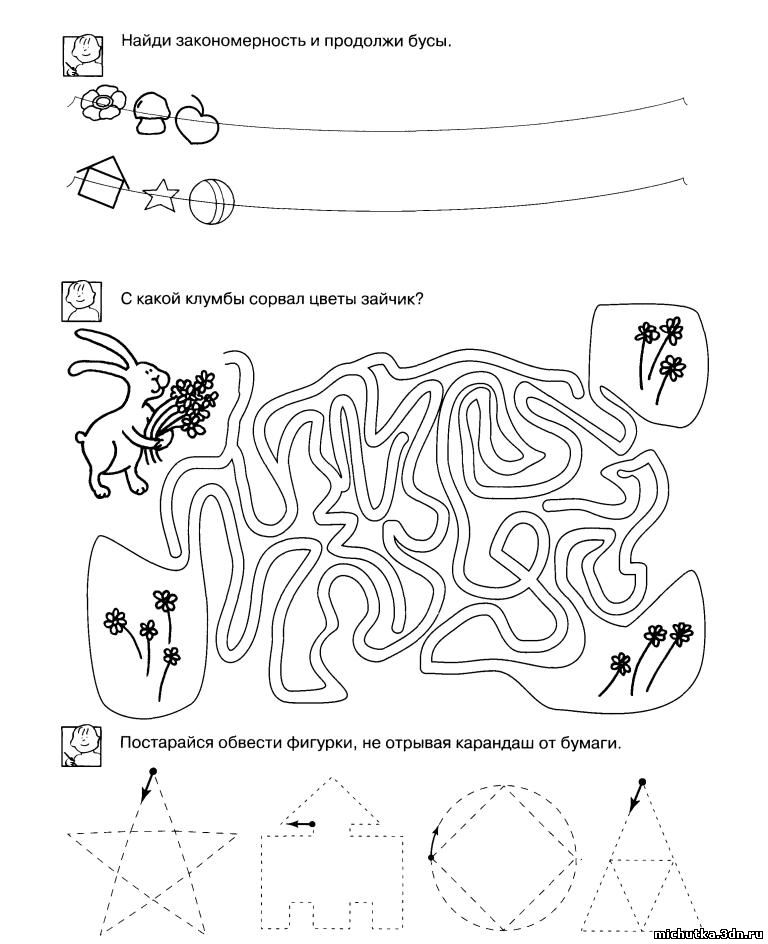 Найди закономерность и продолжи бусы.
С какой клумбы сорвал цветы зайчик?
Постарайся обвести фигурки, не отрывая карандаш от бумаги.
michutka.3dn.ru